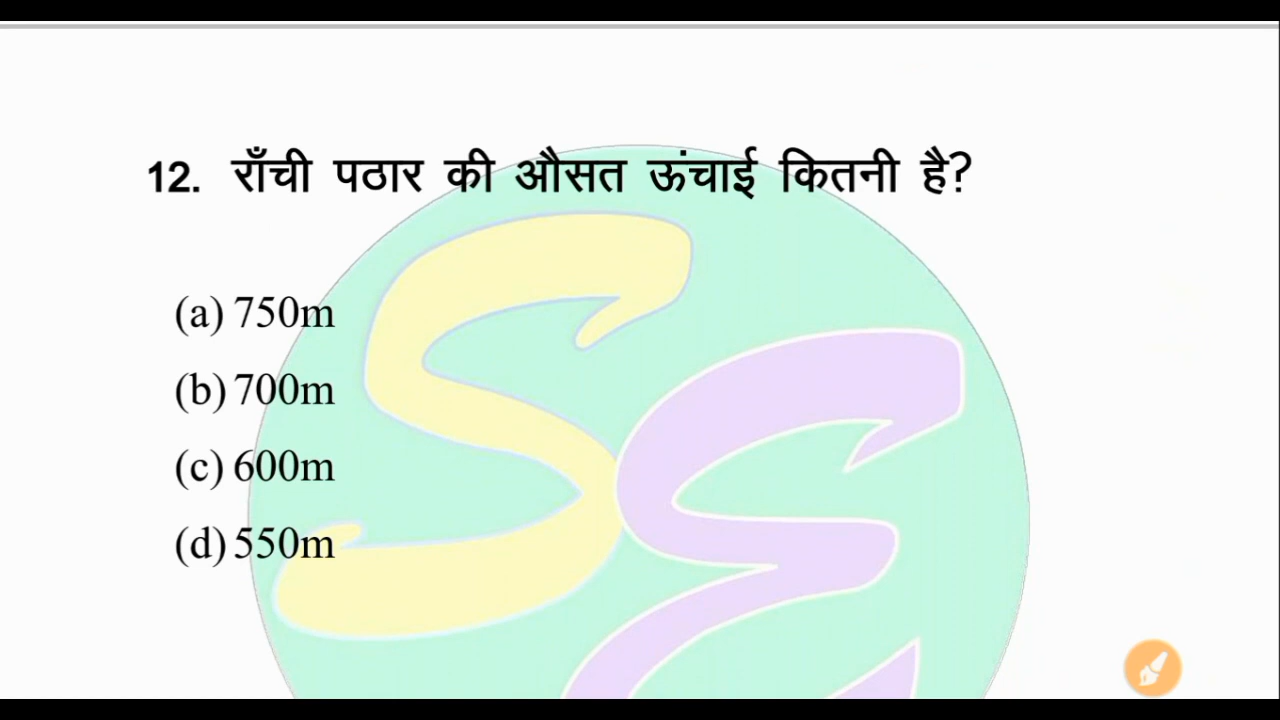 12. राँची पठार की औसत ऊंचाई कितनी है?
(a) 750m
(b) 700m
(c) 600m
(d) 550m